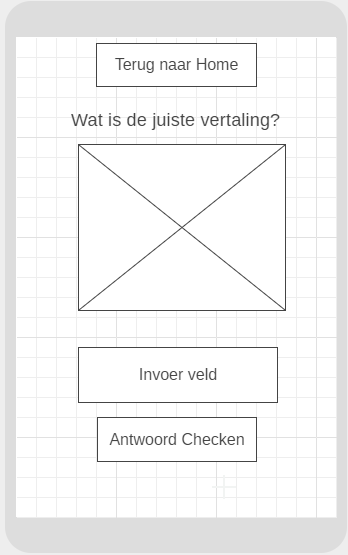 Terug naar Home
Wat is de juiste vertaling?
Invoer veld
Antwoord Checken